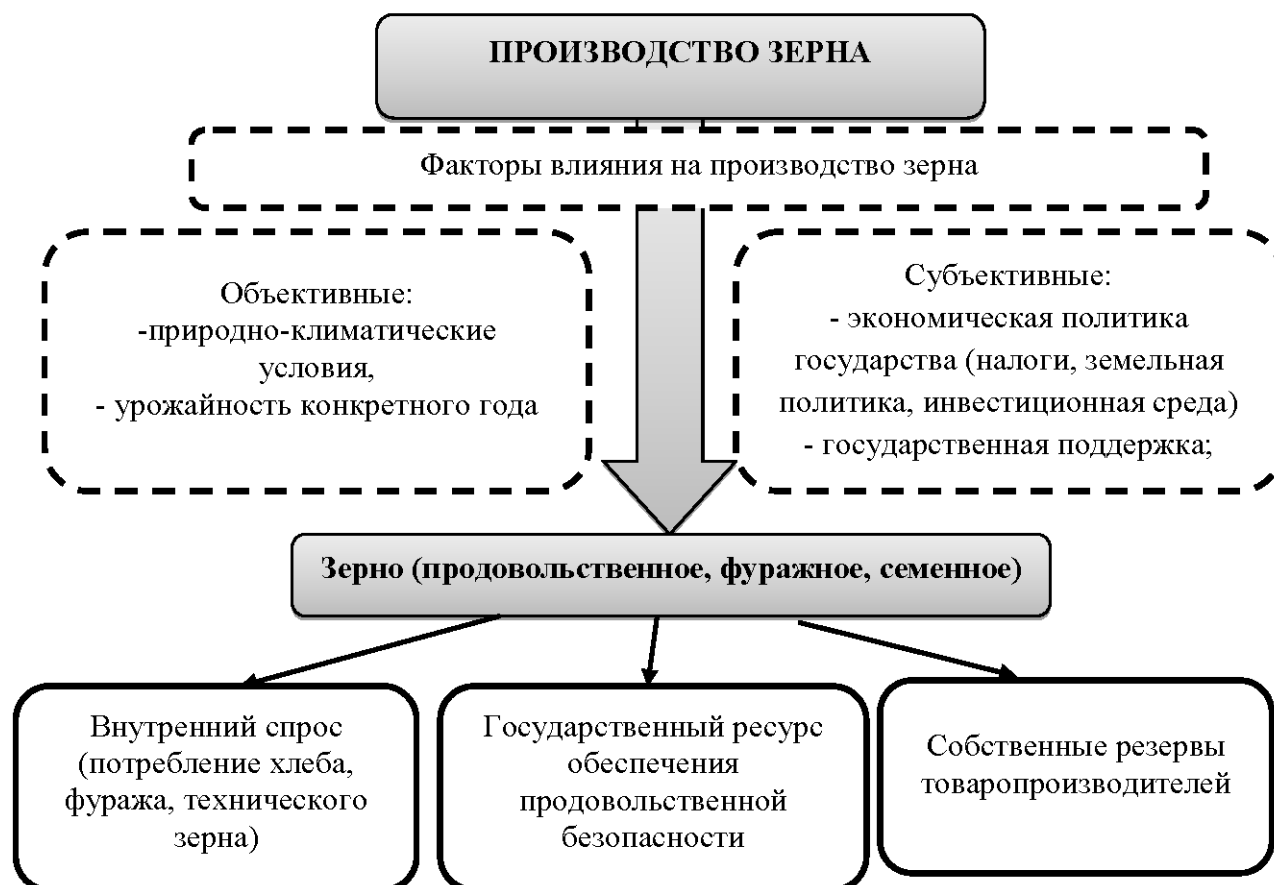 ПРОИЗВОДСТВО ЗЕРНА
Факторы влияния на производство зерна
Объективные:
-природно-климатические
условия,
- урожайность конкретного года
Субъективные:
- экономическая политика
государства (налоги, земельная
политика, инвестиционная среда)
- государственная поддержка;
Зерно (продовольственное, фуражное, семенное)
Внутренний спрос
(потребление хлеба,
фуража, технического
зерна)
Государственный ресурс
обеспечения
продовольственной
безопасности
Собственные резервы
товаропроизводителей